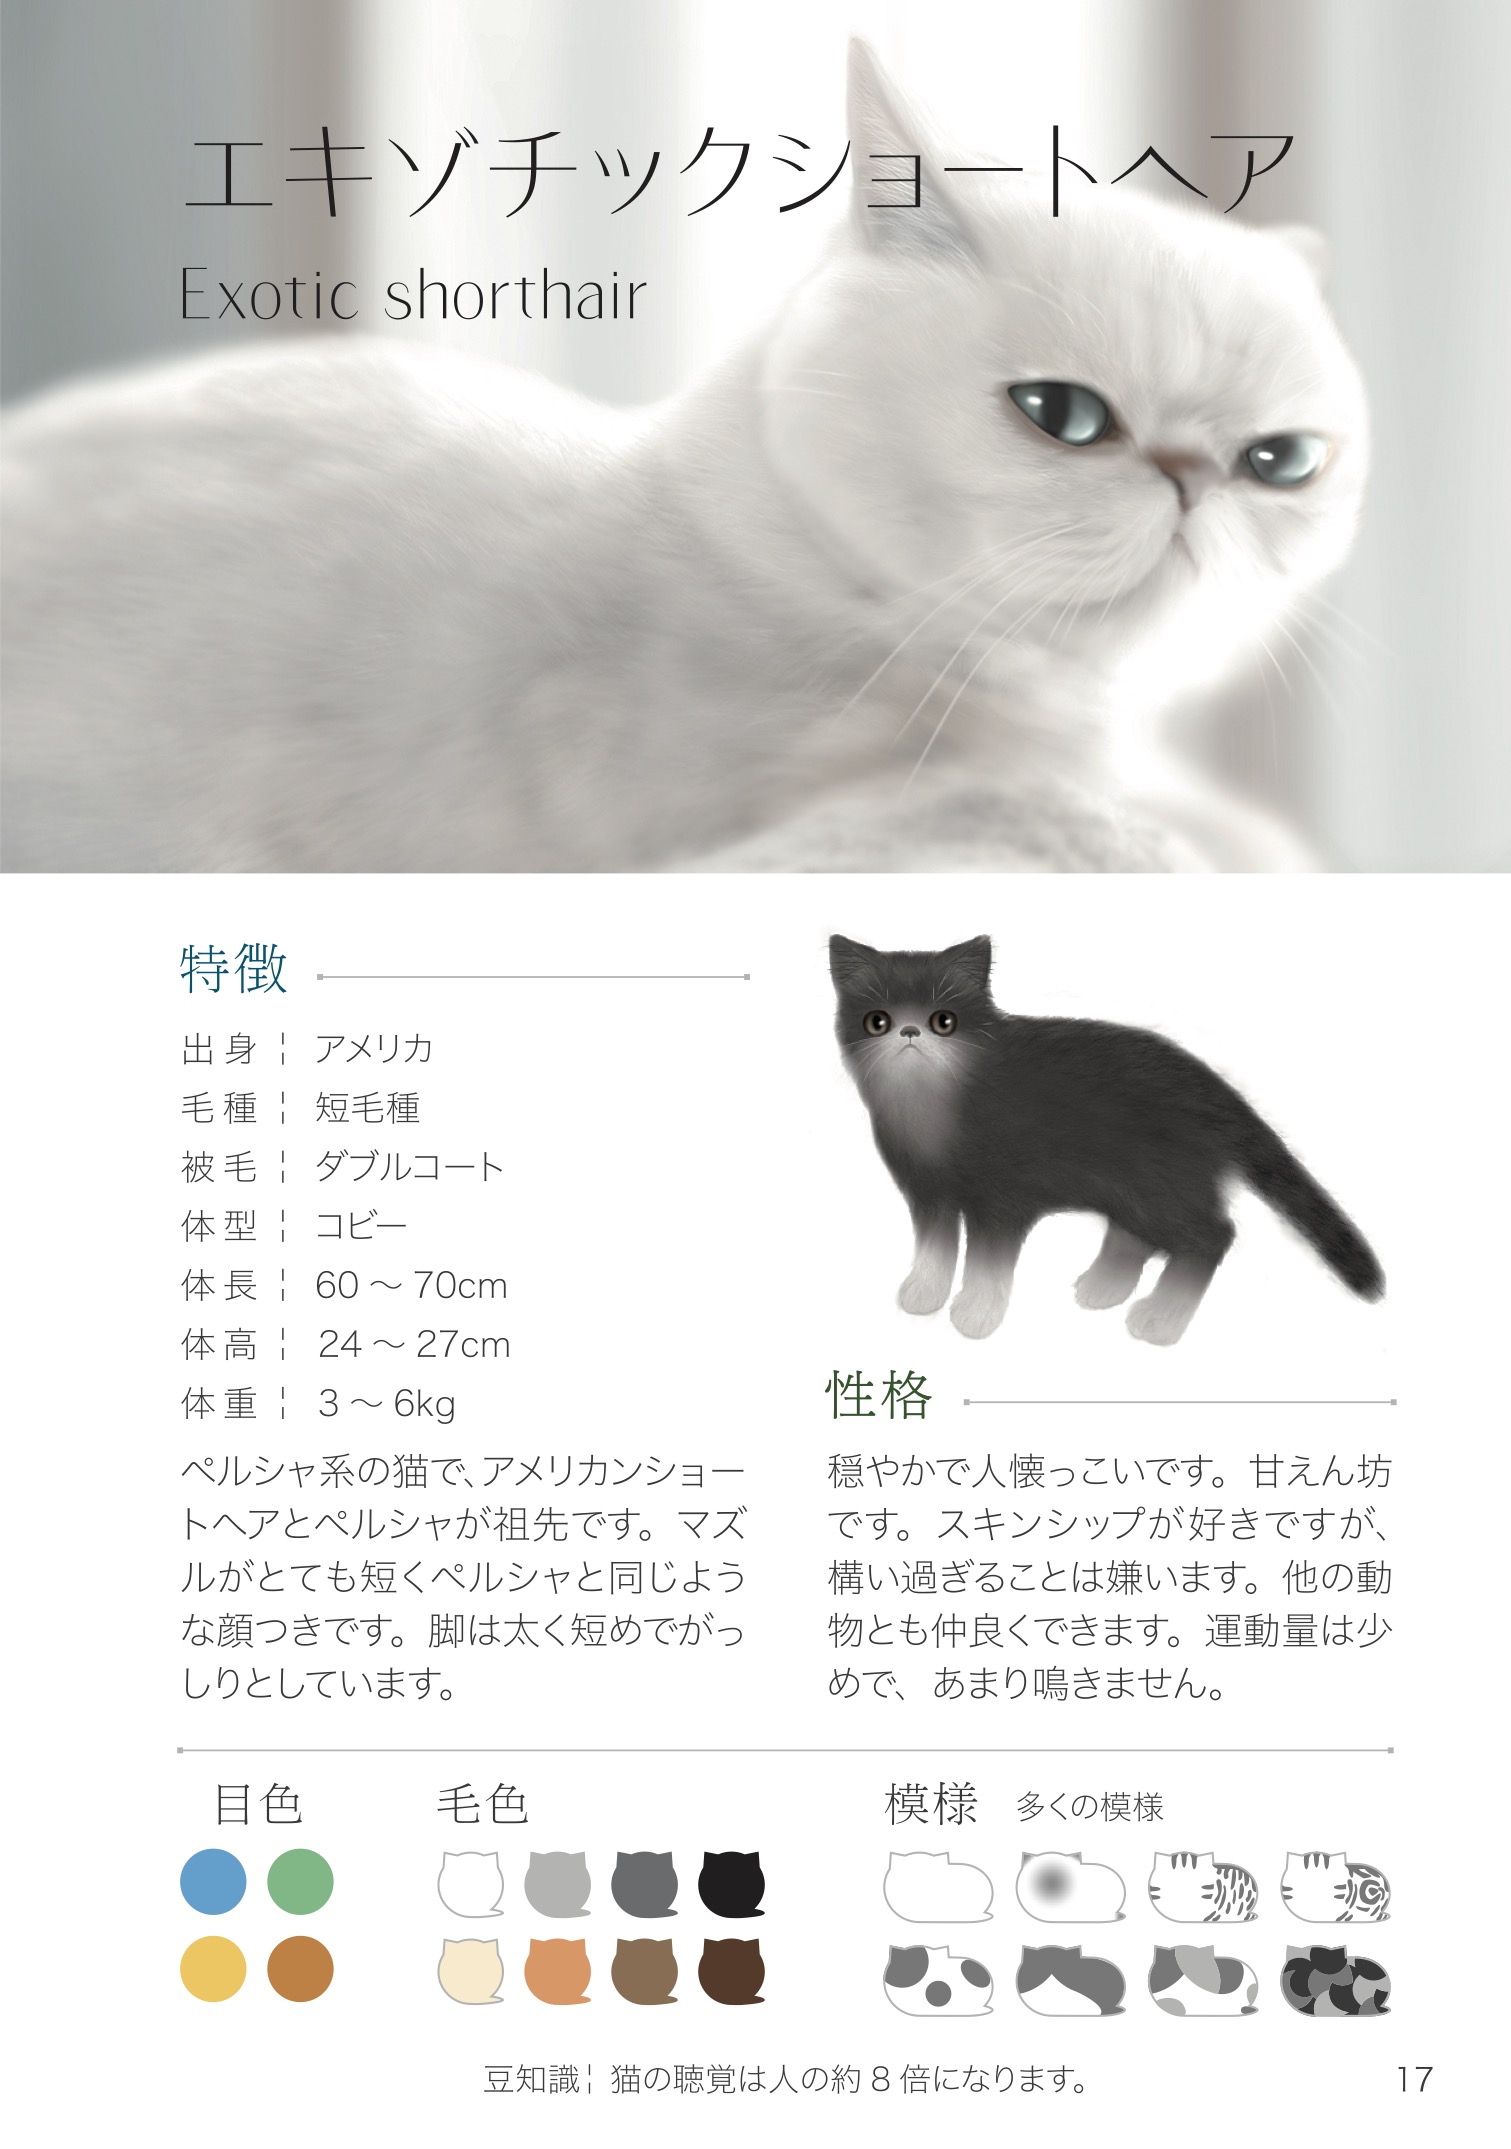 エキゾチックショートヘア
Exotic shorthair
特徴
出身 ¦ アメリカ
毛種 ¦ 短毛種
被毛 ¦ ダブルコート
体型 ¦ コビー
体長 ¦ 60 〜 70cm
体高 ¦ 24 〜 27cm
体重 ¦ 3 〜 6kg
ペルシャ系の猫で、アメリカンショー
トヘアとペルシャが祖先です。マズ
ルがとても短くペルシャと同じよう
な顔つきです。脚は太く短めでがっ
しりとしています。
性格
穏やかで人懐っこいです。甘えん坊
です。スキンシップが好きですが、
構い過ぎることは嫌います。他の動
物とも仲良くできます。運動量は少
めで、あまり鳴きません。
目色
毛色
模様 多くの模様
豆知識¦ 猫の聴覚は人の約 8 倍になります。
17